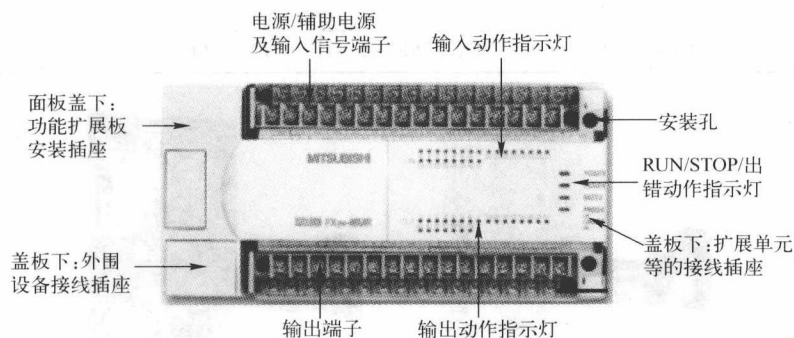 电源/辅助电源
及输入信号端子
输入动作指示灯
面板盖下:
功能扩展板
安装插座
安装孔
MITSUBISHI
RUN/STOP/出
错动作指示灯
盖板下:外围
设备接线插座
盖板下:扩展单元
等的接线插座
输出端子
输出动作指示灯